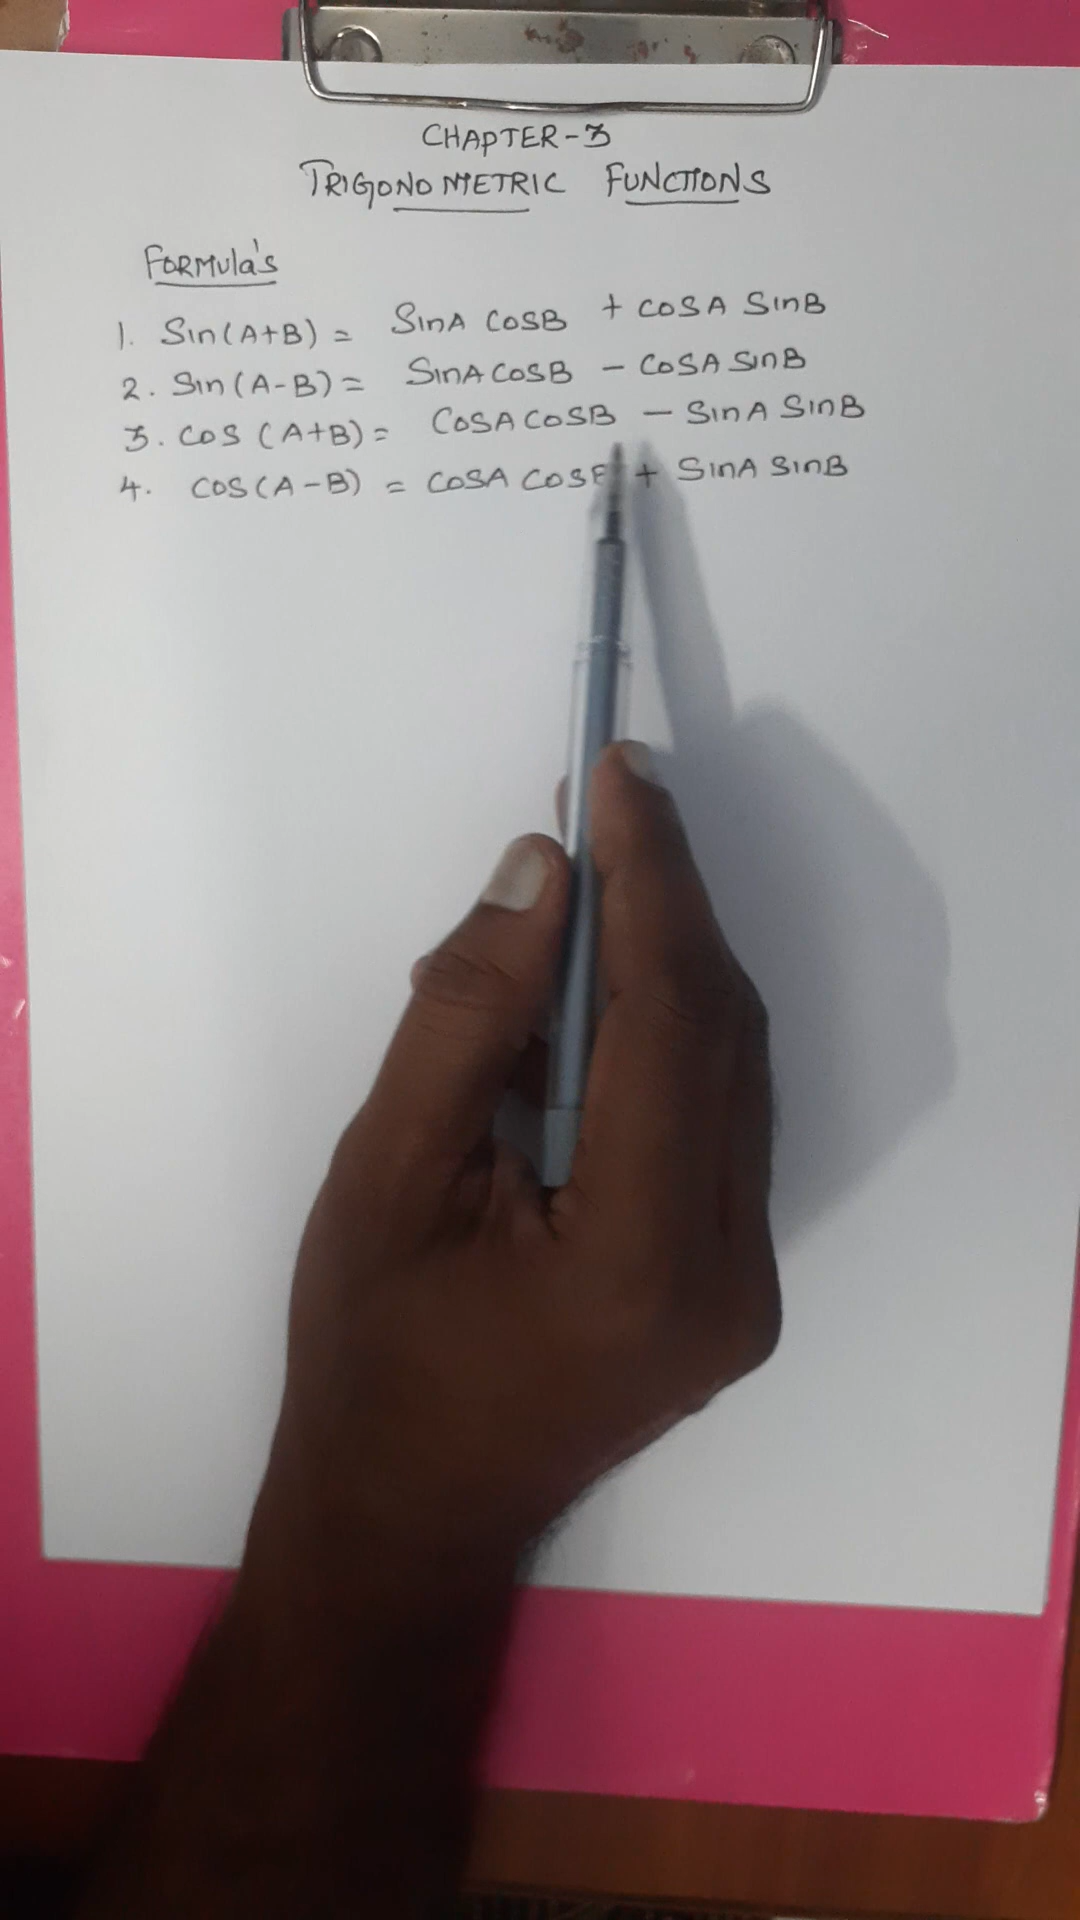 CHAPTER-3
TRIGONOMETRIC FUNCTIONS
FORMula's
1. Sin(A+B) = SinA COSB + COSA SinB
2. Sin(A-B) = SinA COSB - COSA SinB
3. COS (A+B) = COSA COSB - SinA SinB
4. COS(A-B) = COSA COSB + SinA SinB